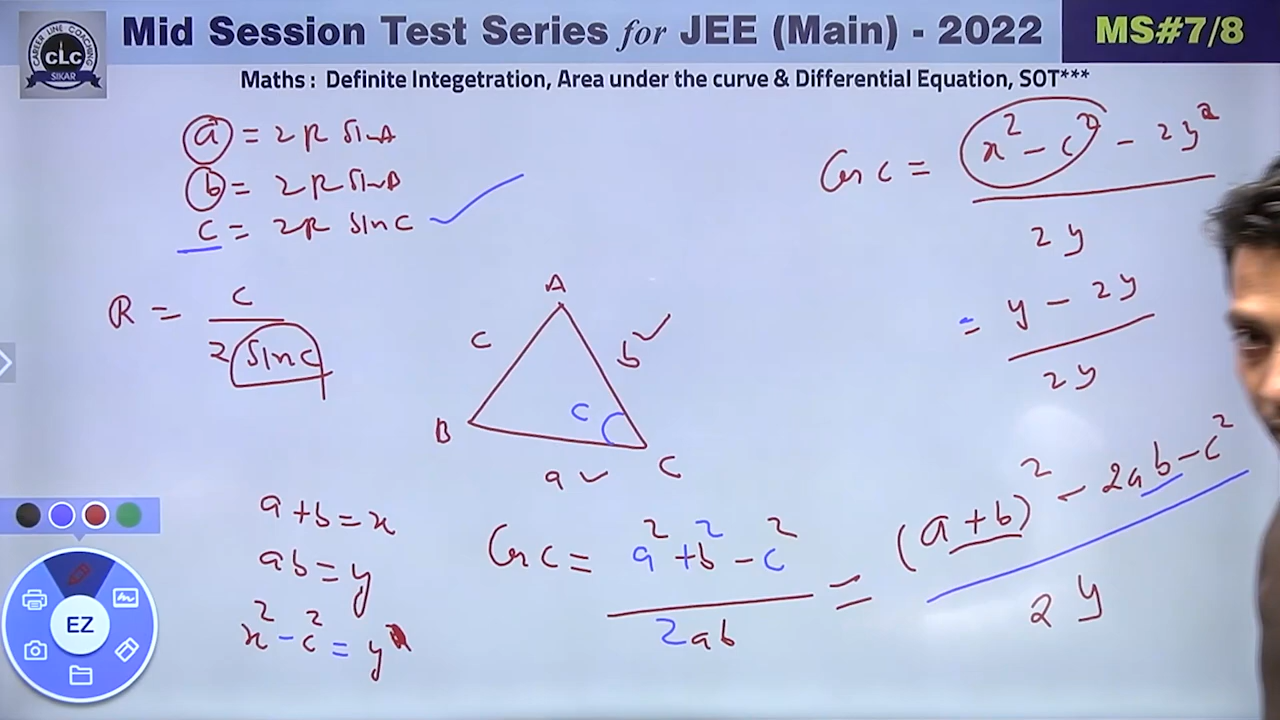 CAREER LINE COACHING
CLC
SIKAR
Mid Session Test Series for JEE (Main) - 2022
MS#7/8
Maths : Definite Integetration, Area under the curve & Differential Equation, SOT***
a = 2R sinA
b = 2R sinB
c = 2R sinC ✓
R = c / 2 sinC
A
c
b ✓
B
c
a ✓
C
a + b = x
ab = y
x² - c² = y
Cos C = (a² + b² - c²) / 2ab = ((a + b)² - 2ab - c²) / 2y
Cos C = (x² - c² - 2y) / 2y
= (y - 2y) / 2y
EZ